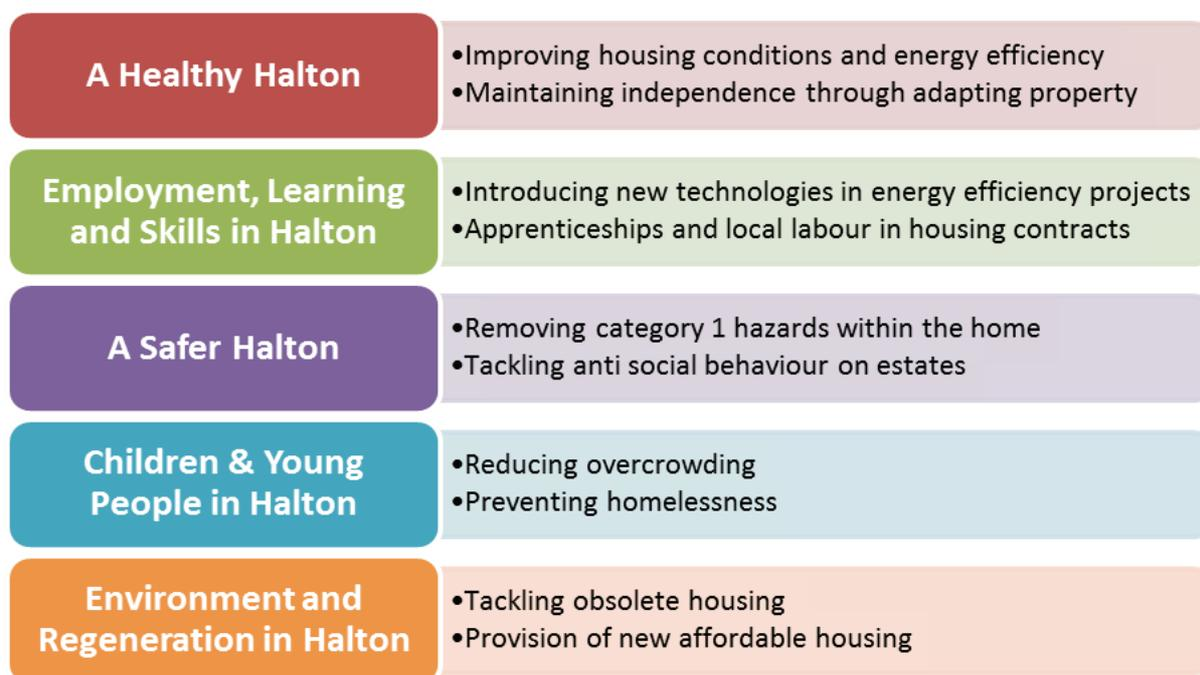 A Healthy Halton
•Improving housing conditions and energy efficiency
•Maintaining independence through adapting property
Employment, Learning
and Skills in Halton
•Introducing new technologies in energy efficiency projects
•Apprenticeships and local labour in housing contracts
A Safer Halton
•Removing category 1 hazards within the home
•Tackling anti social behaviour on estates
Children & Young
People in Halton
•Reducing overcrowding
•Preventing homelessness
Environment and
Regeneration in Halton
•Tackling obsolete housing
•Provision of new affordable housing